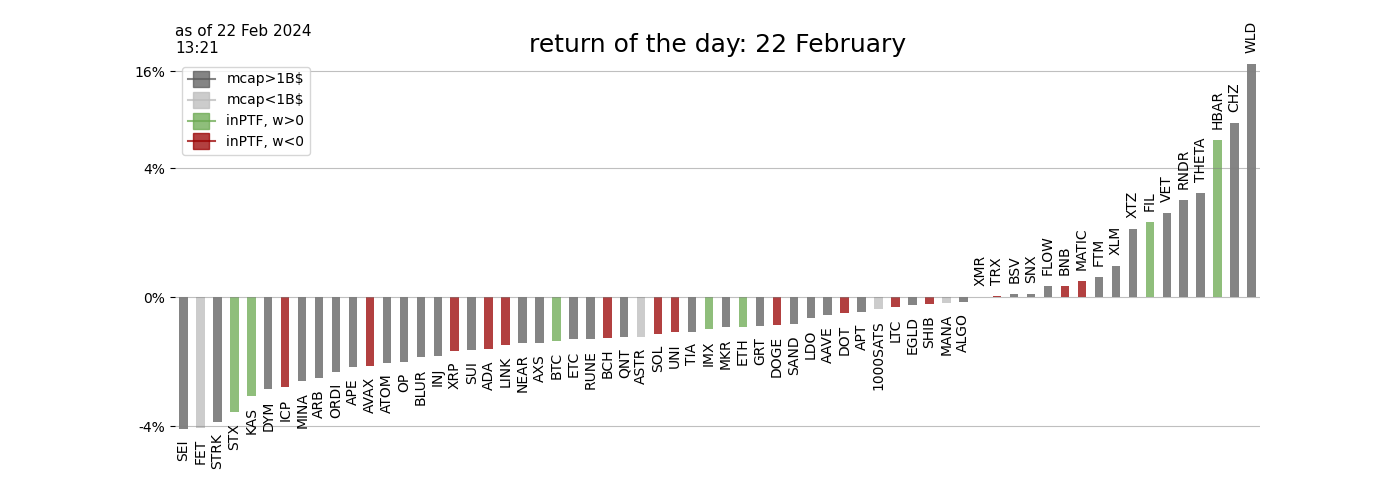 as of 22 Feb 2024
13:21
return of the day: 22 February
mcap>1B$
mcap<1B$
inPTF, w>0
inPTF, w<0
16%
4%
0%
-4%
SEI
FET
STRK
STX
KAS
DYM
ICP
MINA
ARB
ORDI
APE
AVAX
ATOM
OP
BLUR
INJ
XRP
SUI
ADA
LINK
NEAR
AXS
BTC
ETC
RUNE
BCH
QNT
ASTR
SOL
UNI
TIA
IMX
MKR
ETH
GRT
DOGE
SAND
LDO
AAVE
DOT
APT
1000SATS
LTC
EGLD
SHIB
MANA
ALGO
XMR
TRX
BSV
SNX
FLOW
BNB
MATIC
FTM
XLM
XTZ
FIL
VET
RNDR
THETA
HBAR
CHZ
WLD